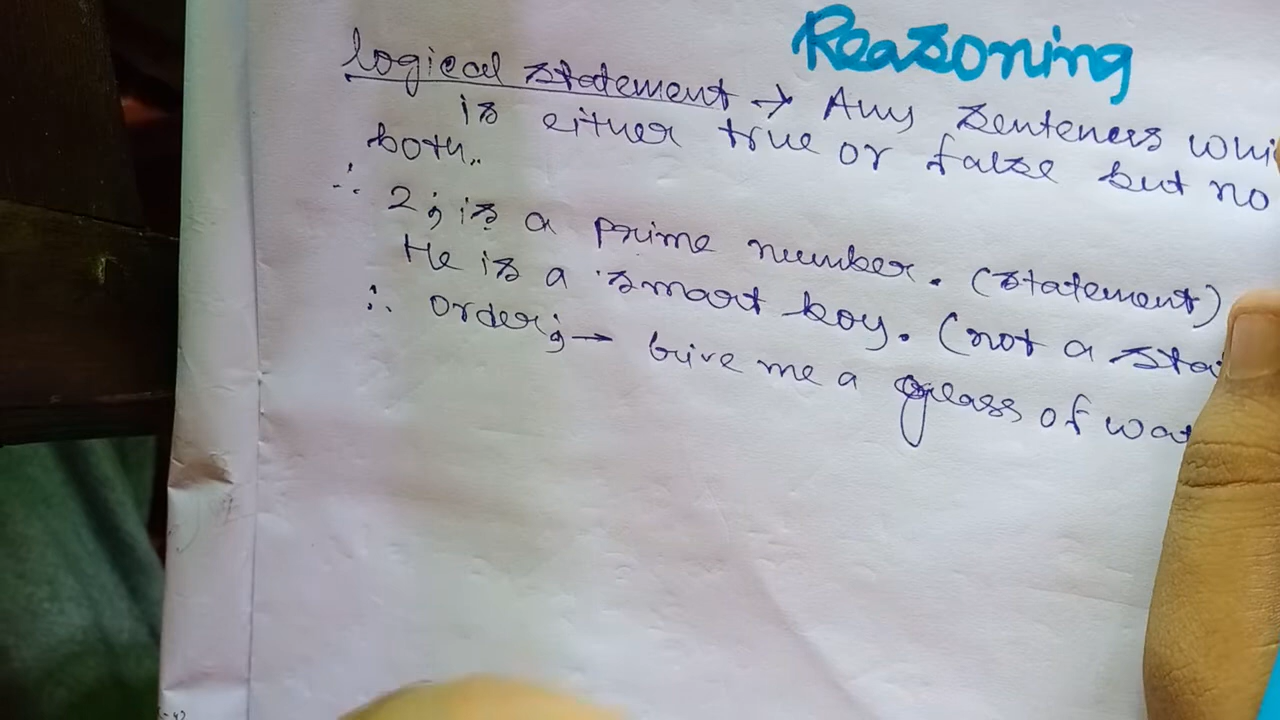 Reasoning
logical statement → Any sentences whi
is either true or false but no
both..
∴ 2; is a prime number. (statement)
He is a smart boy. (not a sta
∴ order; → Give me a glass of wat